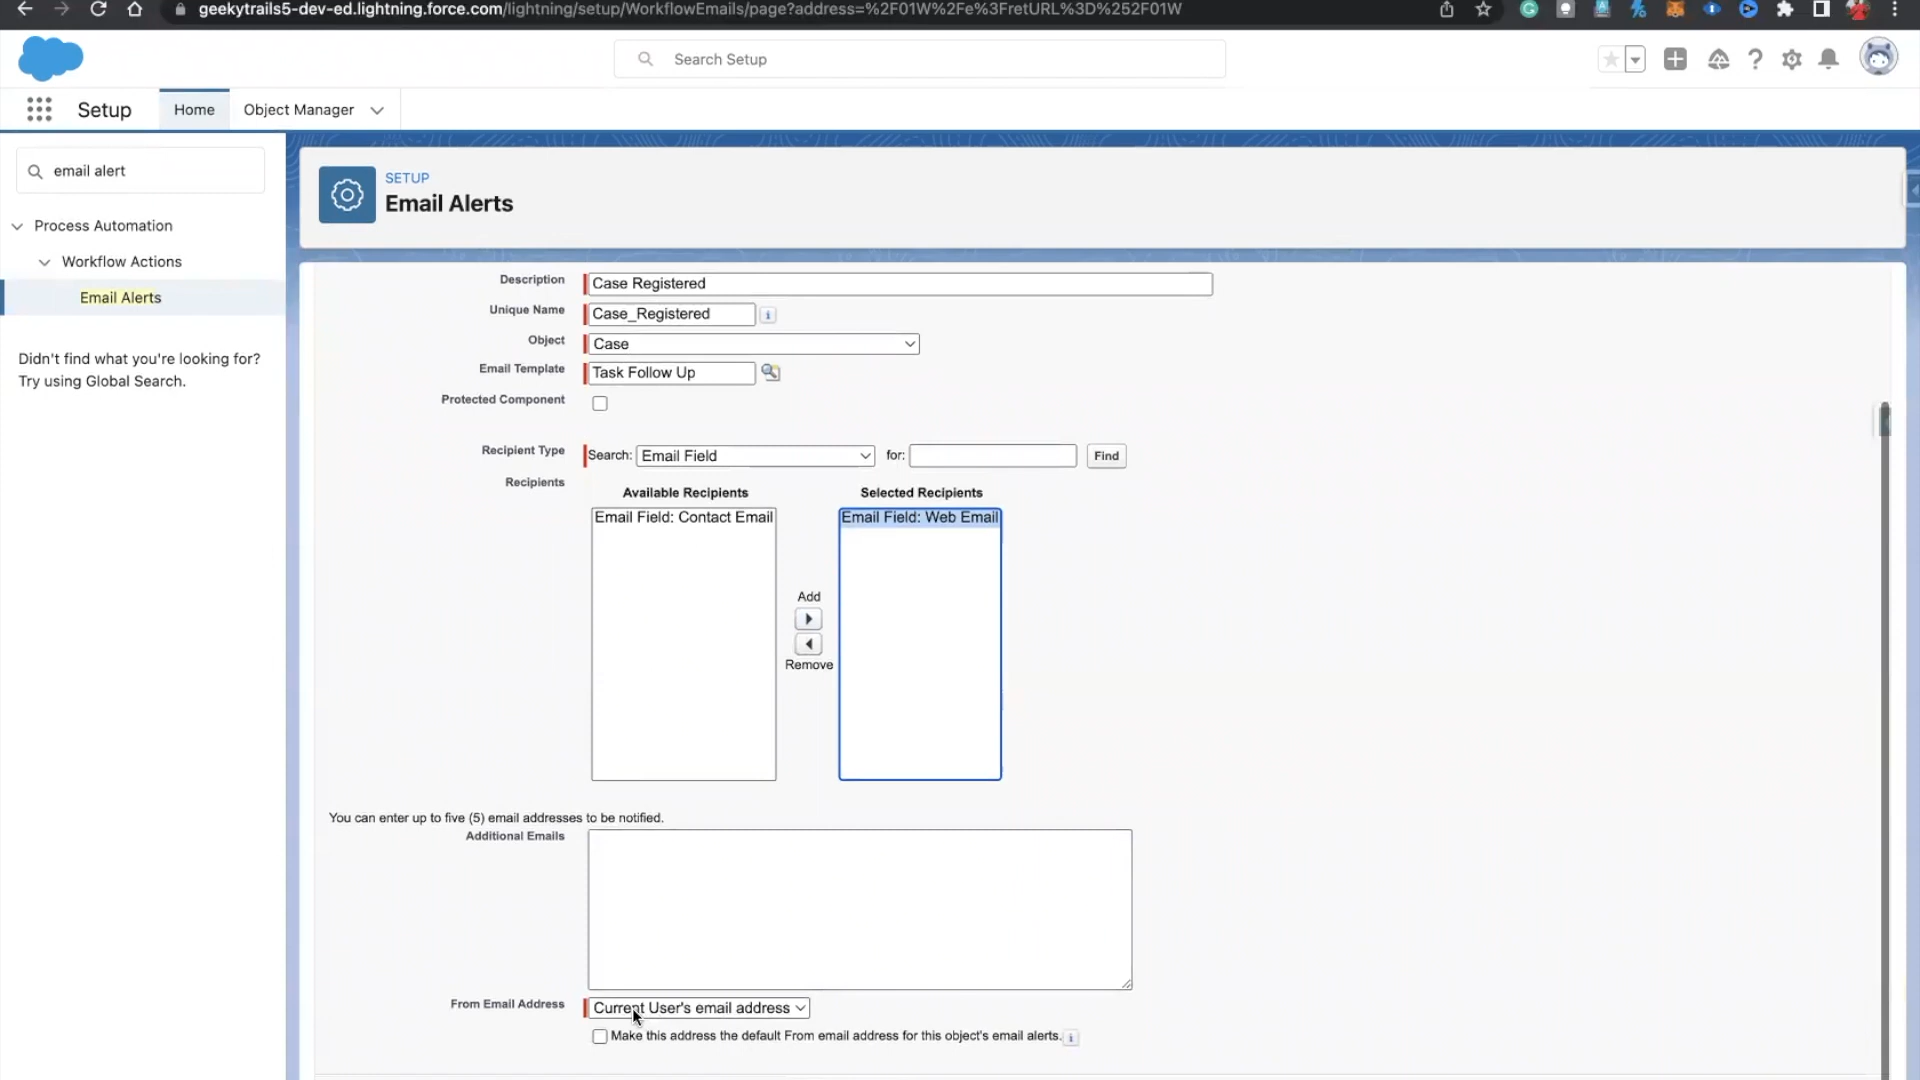 geekytrails5-dev-ed.lightning.force.com/lightning/setup/WorkflowEmails/page?address=%2F01W%2Fe%3FretURL%3D%252F01W
Search Setup
Setup
Home
Object Manager
email alert
Process Automation
Workflow Actions
Email Alerts
Didn't find what you're looking for?
Try using Global Search.
SETUP
Email Alerts
Description
Case Registered
Unique Name
Case_Registered
Object
Case
Email Template
Task Follow Up
Protected Component
Recipient Type
Search:
Email Field
for:
Find
Recipients
Available Recipients
Selected Recipients
Email Field: Contact Email
Email Field: Web Email
Add
Remove
You can enter up to five (5) email addresses to be notified.
Additional Emails
From Email Address
Current User's email address
Make this address the default From email address for this object's email alerts.